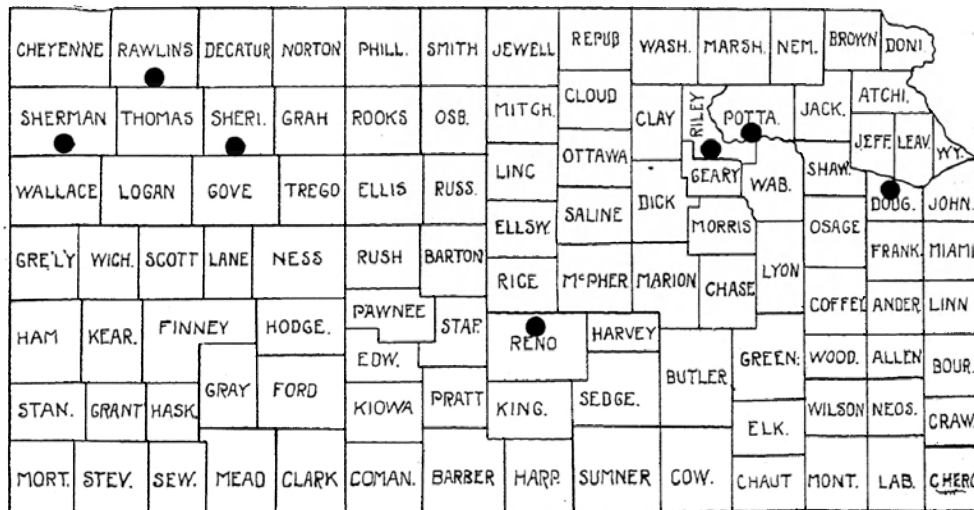 CHEYENNE RAWLINS DECATUR NORTON PHILL. SMITH JEWELL REPUB WASH. MARSH. NEM. BROWN DONI.
SHERMAN THOMAS SHERI. GRAH ROOKS OSB. MITCH. CLOUD CLAY RILEY POTTA. JACK. ATCHI.
JEFF. LEAV. WY.
WALLACE LOGAN GOVE TREGO ELLIS RUSS. LINC OTTAWA DICK GEARY WAB. SHAW. DOUG. JOHN.
ELLSW. SALINE MORRIS OSAGE
GRE'LY WICH. SCOTT LANE NESS RUSH BARTON RICE McPHER MARION CHASE LYON FRANK. MIAMI
COFFEY ANDER LINN
HAM KEAR. FINNEY HODGE. PAWNEE STAF. RENO HARVEY
EDW. GREEN. WOOD. ALLEN BOUR.
STAN. GRANT HASK. GRAY FORD KIOWA PRATT KING. SEDGE. BUTLER ELK. WILSON NEOS. CRAW.
MORT. STEV. SEW. MEAD CLARK COMAN. BARBER HARP. SUMNER COW. CHAUT MONT. LAB. CHERO